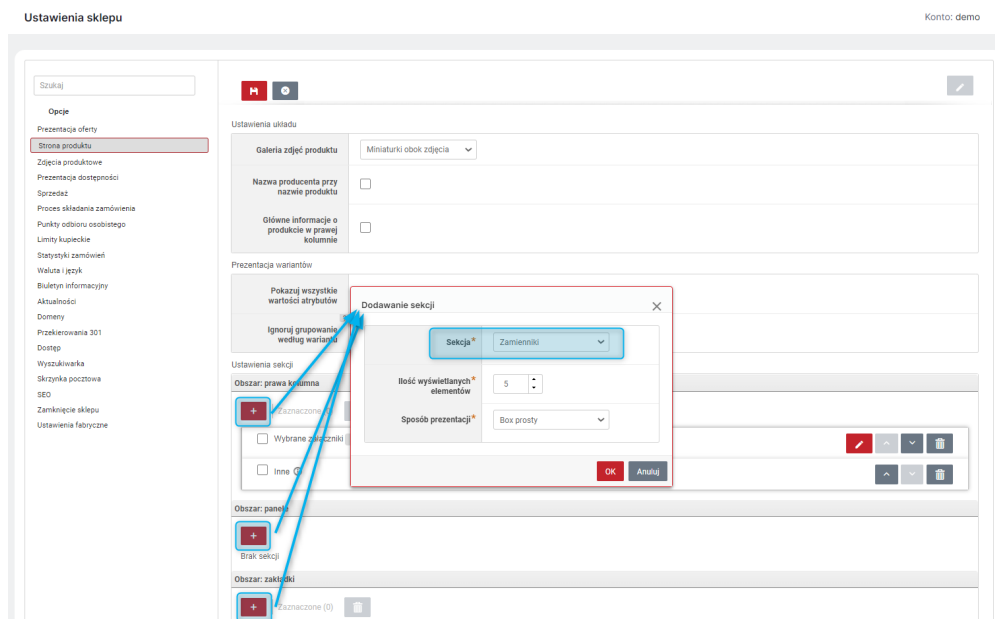 Ustawienia sklepu
Konto: demo
Szukaj
Opcje
Prezentacja oferty
Strona produktu
Zdjęcia produktowe
Prezentacja dostępności
Sprzedaż
Proces składania zamówienia
Punkty odbioru osobistego
Limity kupieckie
Statystyki zamówień
Waluta i język
Biuletyn informacyjny
Aktualności
Domeny
Przekierowania 301
Dostęp
Wyszukiwarka
Skrzynka pocztowa
SEO
Zamknięcie sklepu
Ustawienia fabryczne
Ustawienia układu
Galeria zdjęć produktu
Miniaturki obok zdjęcia
Nazwa producenta przy
nazwie produktu
Główne informacje o
produkcie w prawej
kolumnie
Prezentacja wariantów
Pokazuj wszystkie
wartości atrybutów
Ignoruj grupowanie
według wariantu
Ustawienia sekcji
Obszar: prawa kolumna
+ Zaznaczone
Wybrane załączniki
Inne
Obszar: panele
+
Brak sekcji
Obszar: zakładki
+ Zaznaczone (0)
Dodawanie sekcji
Sekcja* Zamienniki
Ilość wyświetlanych*
elementów
5
Sposób prezentacji* Box prosty
OK Anuluj